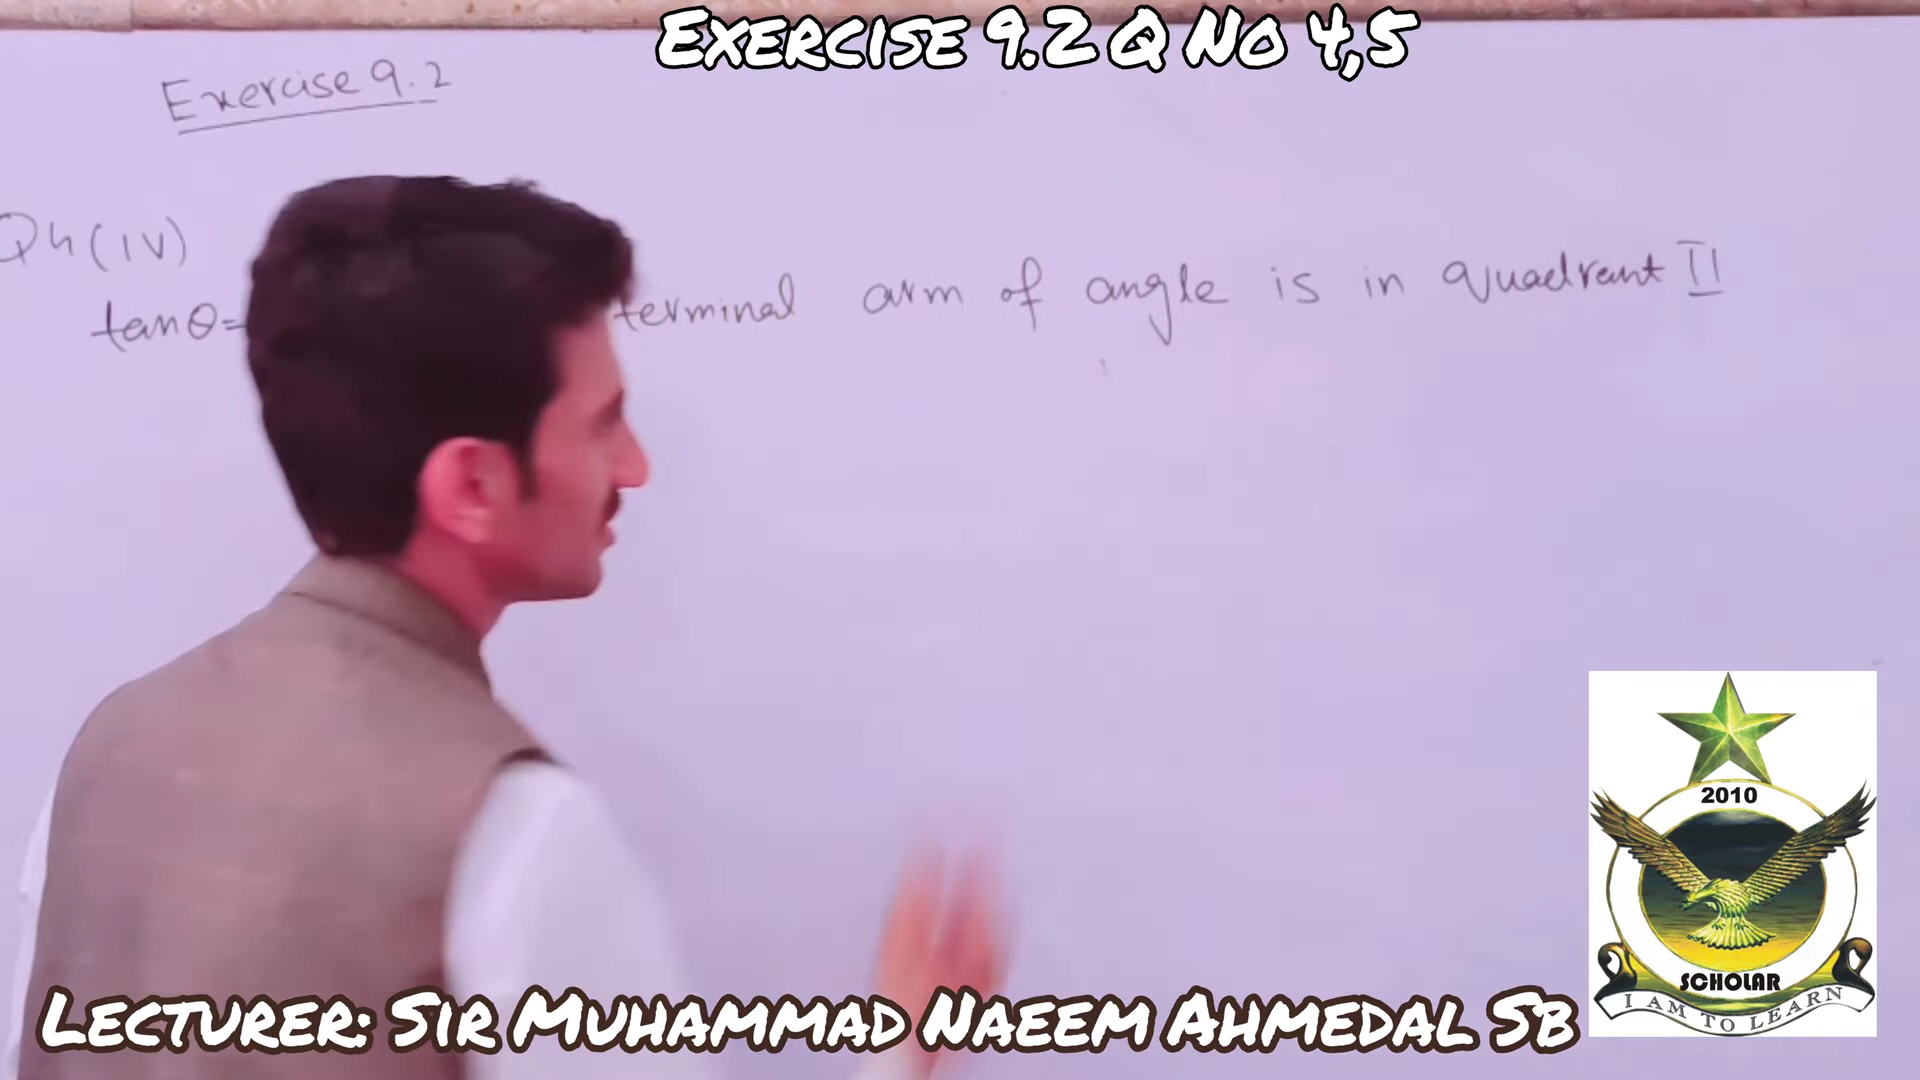 Exercise 9.2 Q No 4,5
Exercise 9.2
Q4(IV)
tanθ= terminal arm of angle is in quadrant II
2010
SCHOLAR
I AM TO LEARN
Lecturer: Sir Muhammad Naeem Ahmedal Sb